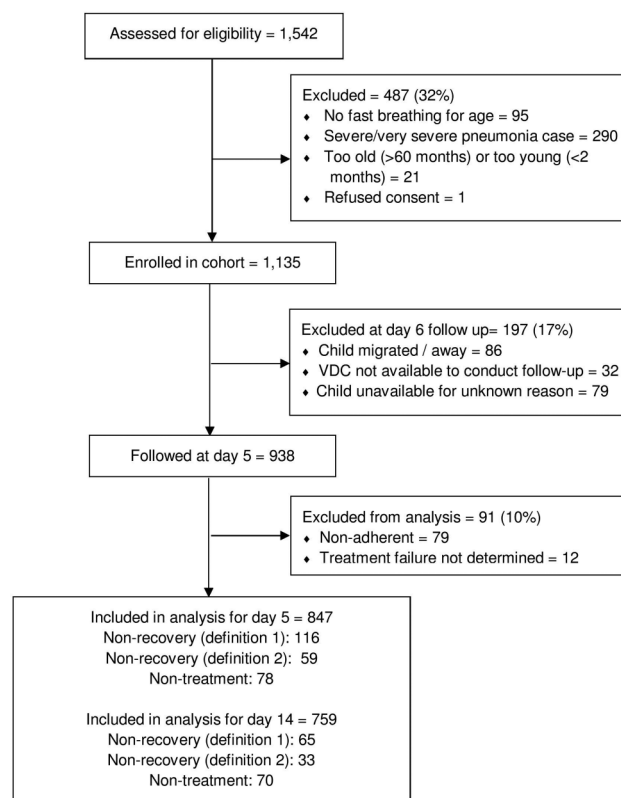 Assessed for eligibility = 1,542
Excluded = 487 (32%)
♦ No fast breathing for age = 95
♦ Severe/very severe pneumonia case = 290
♦ Too old (>60 months) or too young (<2
months) = 21
♦ Refused consent = 1
Enrolled in cohort = 1,135
Excluded at day 6 follow up= 197 (17%)
♦ Child migrated / away = 86
♦ VDC not available to conduct follow-up = 32
♦ Child unavailable for unknown reason = 79
Followed at day 5 = 938
Excluded from analysis = 91 (10%)
♦ Non-adherent = 79
♦ Treatment failure not determined = 12
Included in analysis for day 5 = 847
Non-recovery (definition 1): 116
Non-recovery (definition 2): 59
Non-treatment: 78
Included in analysis for day 14 = 759
Non-recovery (definition 1): 65
Non-recovery (definition 2): 33
Non-treatment: 70